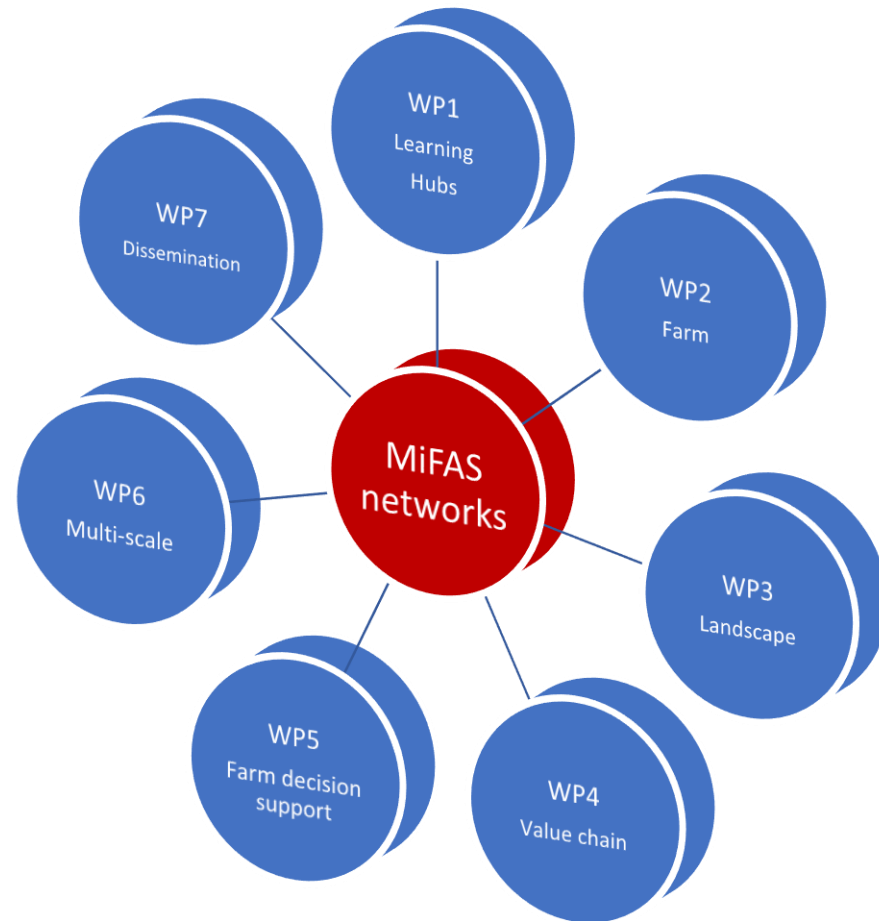 WP1
Learning
Hubs
WP2
Farm
WP3
Landscape
WP4
Value chain
WP5
Farm decision
support
WP6
Multi-scale
WP7
Dissemination
MiFAS
networks